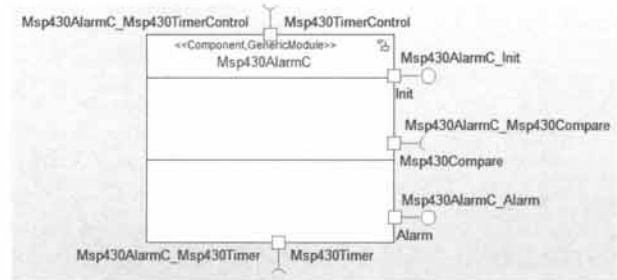 Msp430AlarmC_Msp430TimerControl Msp430TimerControl
<<Component,GenericModule>>
Msp430AlarmC
Msp430AlarmC_Init
Init
Msp430AlarmC_Msp430Compare
Msp430Compare
Msp430AlarmC_Alarm
Alarm
Msp430AlarmC_Msp430Timer Msp430Timer